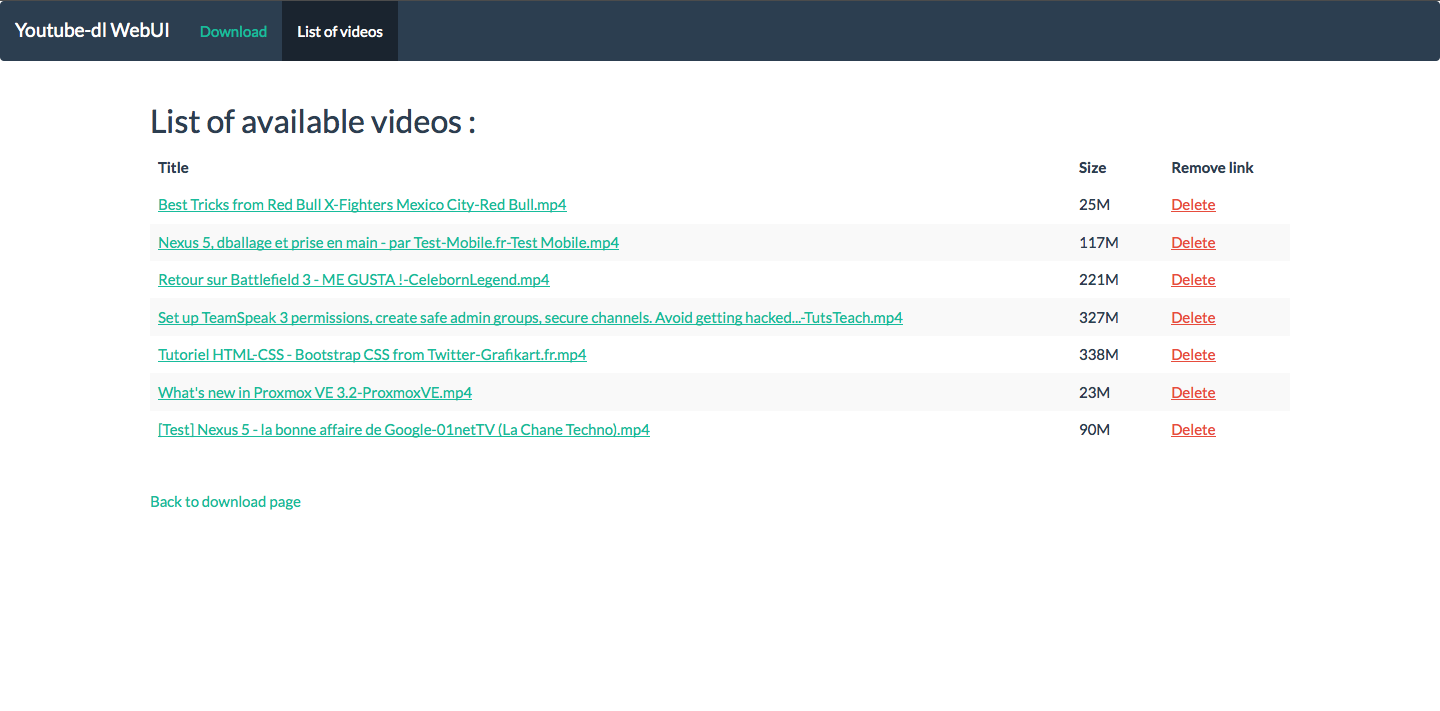 Youtube-dl WebUI Download List of videos
List of available videos :
Title Size Remove link
Best Tricks from Red Bull X-Fighters Mexico City-Red Bull.mp4 25M Delete
Nexus 5, dballage et prise en main - par Test-Mobile.fr-Test Mobile.mp4 117M Delete
Retour sur Battlefield 3 - ME GUSTA !-CelebornLegend.mp4 221M Delete
Set up TeamSpeak 3 permissions, create safe admin groups, secure channels. Avoid getting hacked...-TutsTeach.mp4 327M Delete
Tutoriel HTML-CSS - Bootstrap CSS from Twitter-Grafikart.fr.mp4 338M Delete
What's new in Proxmox VE 3.2-ProxmoxVE.mp4 23M Delete
[Test] Nexus 5 - la bonne affaire de Google-01netTV (La Chane Techno).mp4 90M Delete
Back to download page